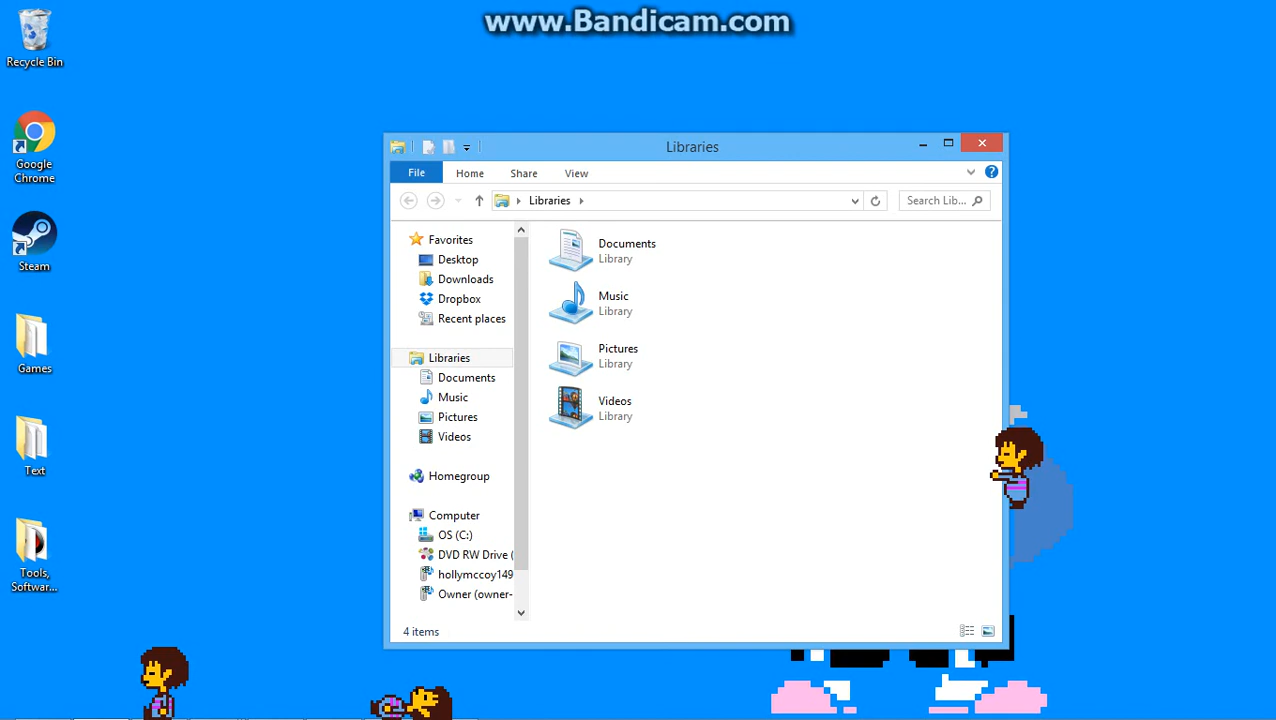 www.Bandicam.com
Recycle Bin
Google
Chrome
Steam
Games
Text
Tools,
Softwar...
Libraries
File
Home
Share
View
Libraries
Search Lib...
Favorites
Desktop
Downloads
Dropbox
Recent places
Libraries
Documents
Music
Pictures
Videos
Homegroup
Computer
OS (C:)
DVD RW Drive (
hollymccoy149
Owner (owner-
Documents
Library
Music
Library
Pictures
Library
Videos
Library
4 items